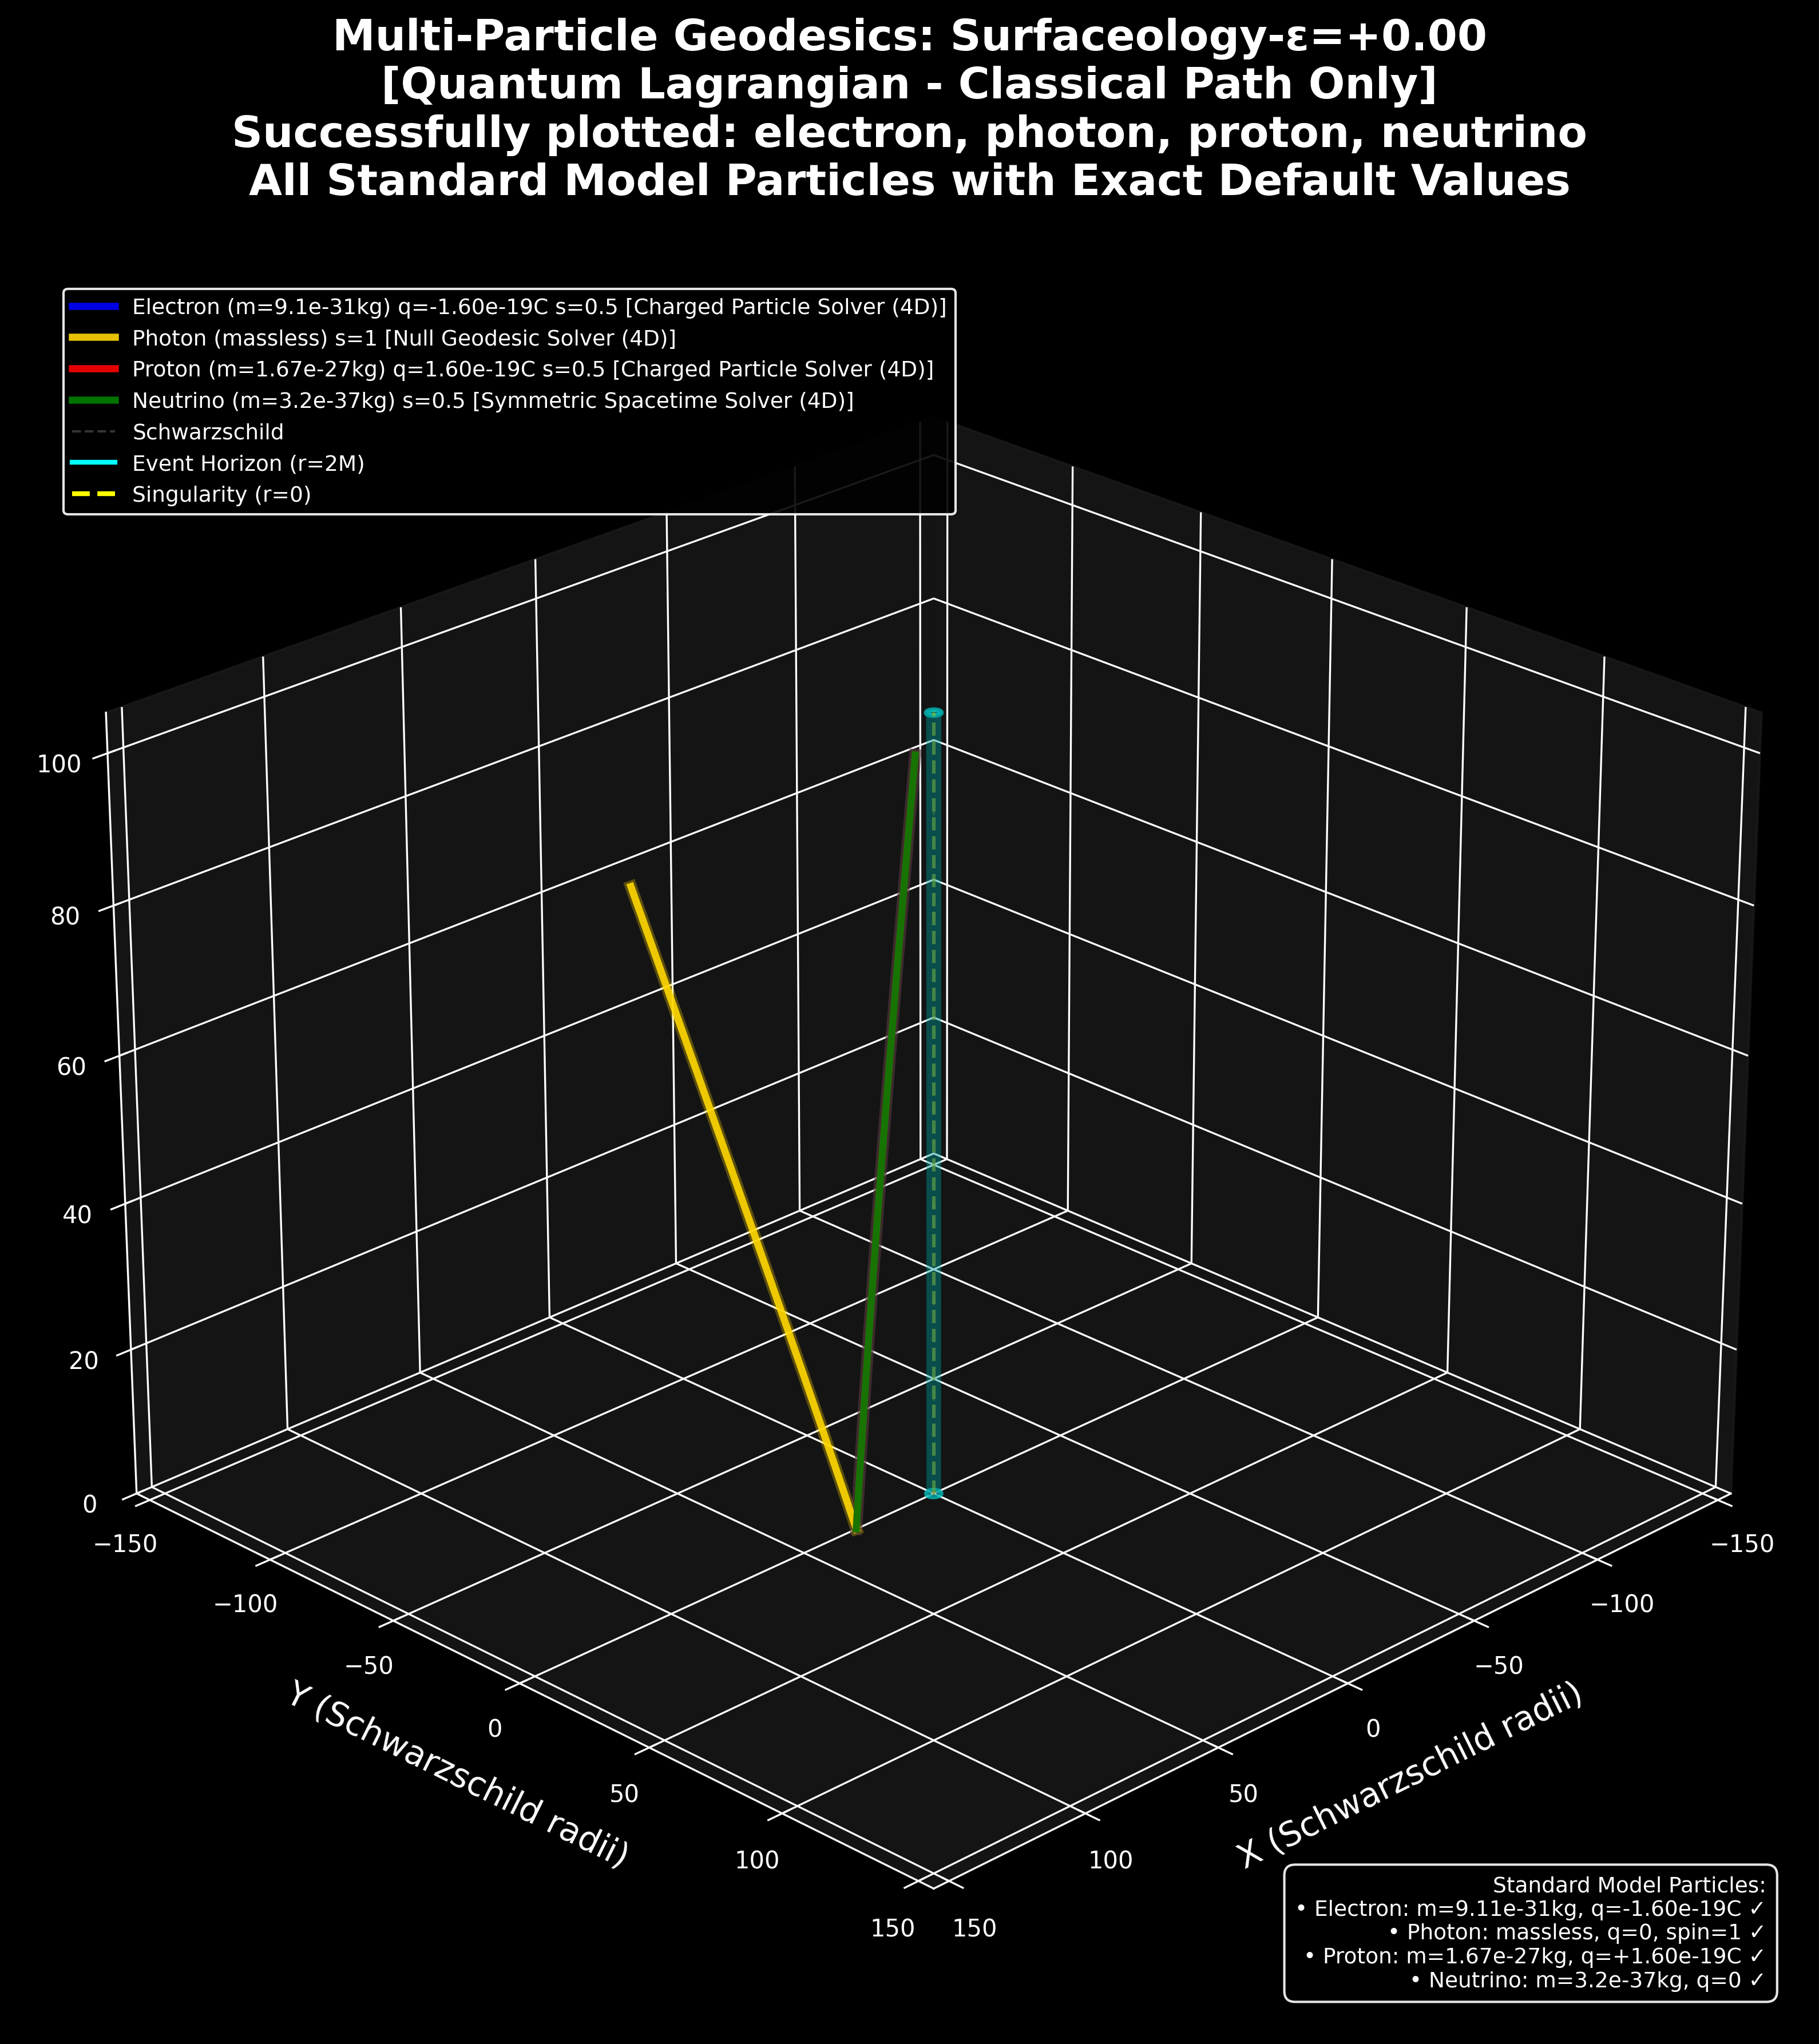 Multi-Particle Geodesics: Surfaceology-ε=+0.00
[Quantum Lagrangian - Classical Path Only]
Successfully plotted: electron, photon, proton, neutrino
All Standard Model Particles with Exact Default Values
Electron (m=9.1e-31kg) q=-1.60e-19C s=0.5 [Charged Particle Solver (4D)]
Photon (massless) s=1 [Null Geodesic Solver (4D)]
Proton (m=1.67e-27kg) q=1.60e-19C s=0.5 [Charged Particle Solver (4D)]
Neutrino (m=3.2e-37kg) s=0.5 [Symmetric Spacetime Solver (4D)]
Schwarzschild
Event Horizon (r=2M)
Singularity (r=0)
100
80
60
40
20
0
−150
−100
−50
0
50
100
150
Y (Schwarzschild radii)
−150
−100
−50
0
50
100
150
X (Schwarzschild radii)
Standard Model Particles:
• Electron: m=9.11e-31kg, q=-1.60e-19C ✓
• Photon: massless, q=0, spin=1 ✓
• Proton: m=1.67e-27kg, q=+1.60e-19C ✓
• Neutrino: m=3.2e-37kg, q=0 ✓